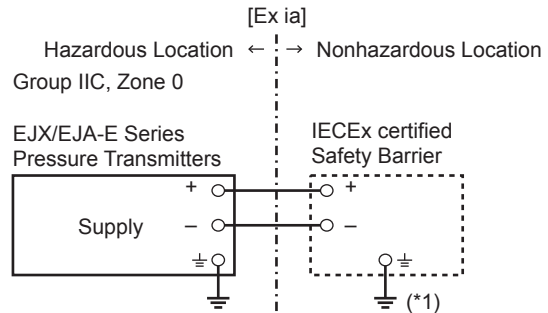 [Ex ia]
Hazardous Location ← → Nonhazardous Location
Group IIC, Zone 0
EJX/EJA-E Series
Pressure Transmitters
IECEx certified
Safety Barrier
+
Supply
–
+
–
(*1)